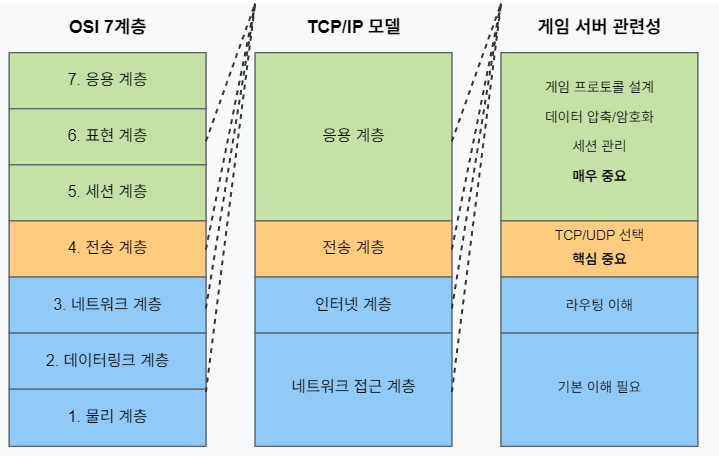 OSI 7계층
7. 응용 계층
6. 표현 계층
5. 세션 계층
4. 전송 계층
3. 네트워크 계층
2. 데이터링크 계층
1. 물리 계층
TCP/IP 모델
응용 계층
전송 계층
인터넷 계층
네트워크 접근 계층
게임 서버 관련성
게임 프로토콜 설계
데이터 압축/암호화
세션 관리
매우 중요
TCP/UDP 선택
핵심 중요
라우팅 이해
기본 이해 필요